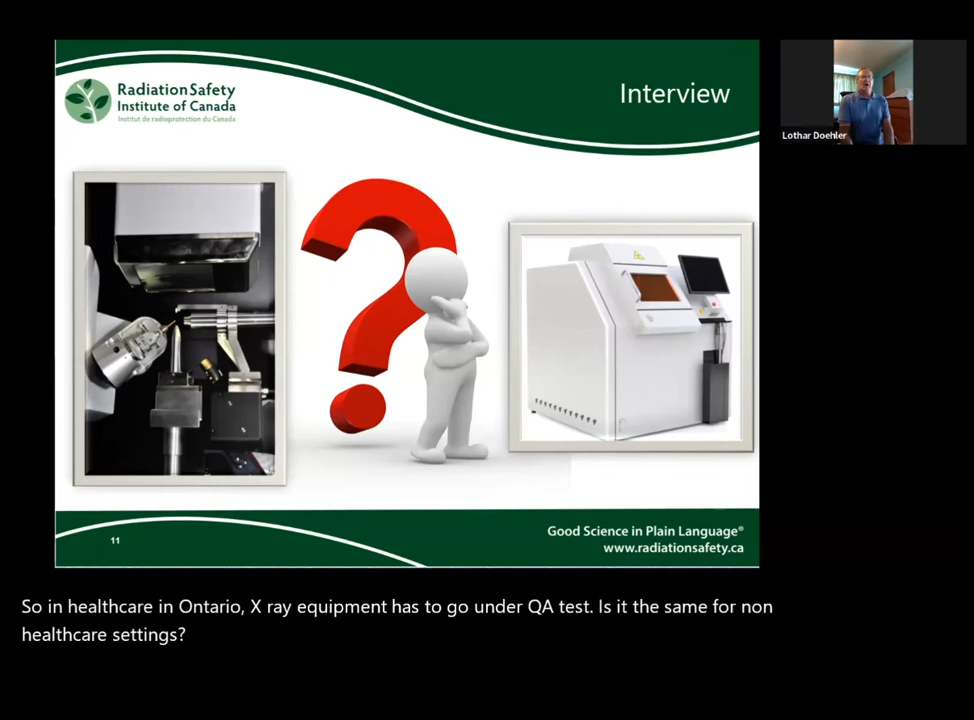 Radiation Safety
Institute of Canada
Institut de radioprotection du Canada
Interview
Lothar Doehler
11
Good Science in Plain Language®
www.radiationsafety.ca
So in healthcare in Ontario, X ray equipment has to go under QA test. Is it the same for non
healthcare settings?